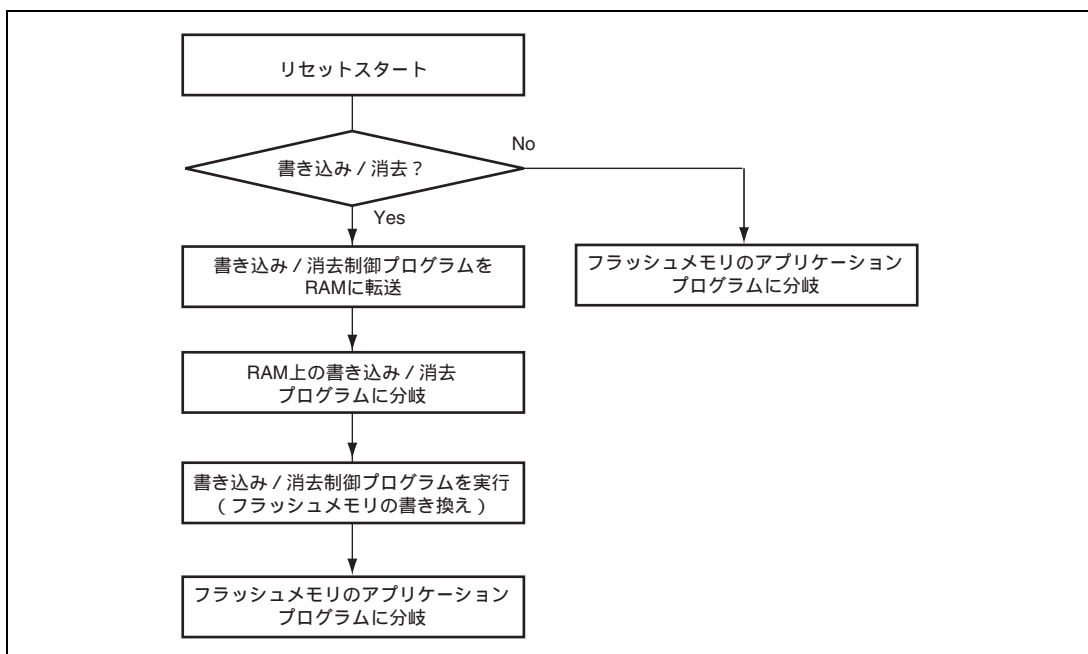 リセットスタート
書き込み / 消去？
No
Yes
書き込み / 消去制御プログラムを
RAMに転送
フラッシュメモリのアプリケーション
プログラムに分岐
RAM上の書き込み / 消去
プログラムに分岐
書き込み / 消去制御プログラムを実行
（フラッシュメモリの書き換え）
フラッシュメモリのアプリケーション
プログラムに分岐